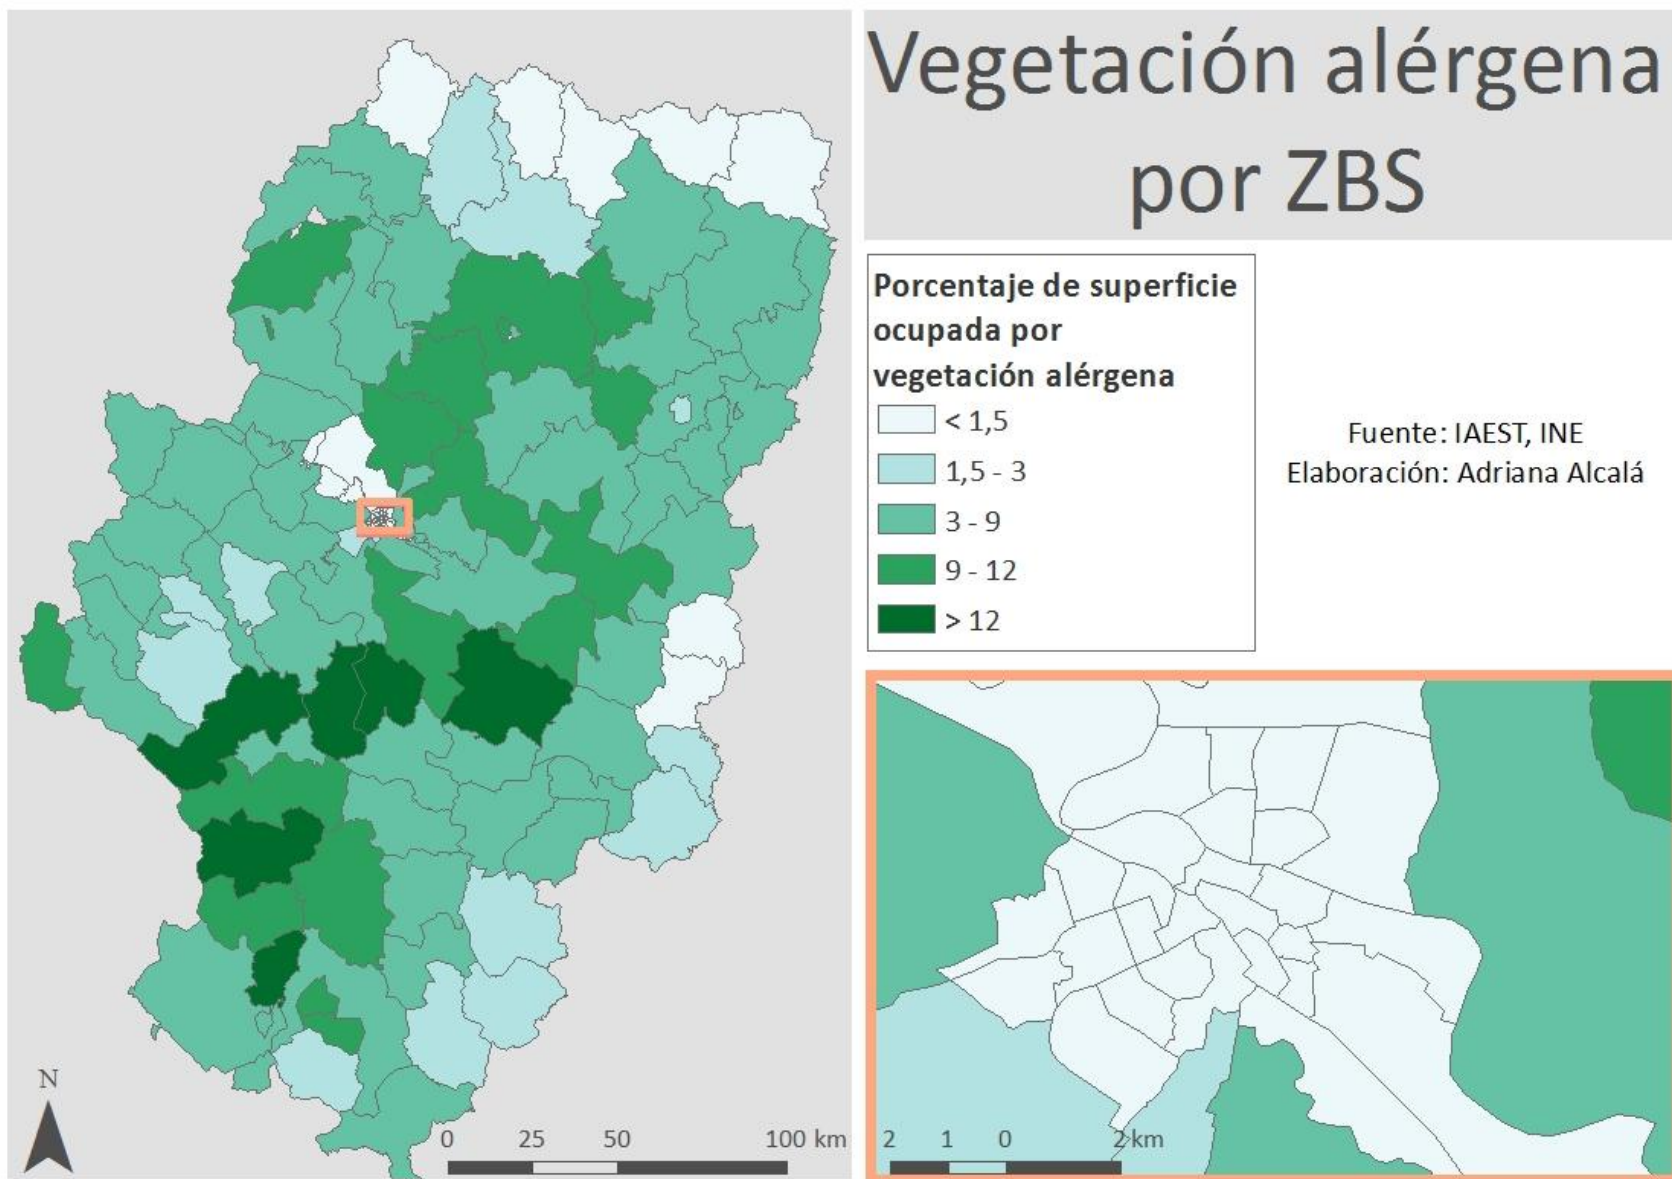 Vegetación alérgena
por ZBS
Porcentaje de superficie
ocupada por
vegetación alérgena
< 1,5
1,5 - 3
3 - 9
9 - 12
> 12
Fuente: IAEST, INE
Elaboración: Adriana Alcalá
N
0 25 50 100 km
2 1 0 2 km